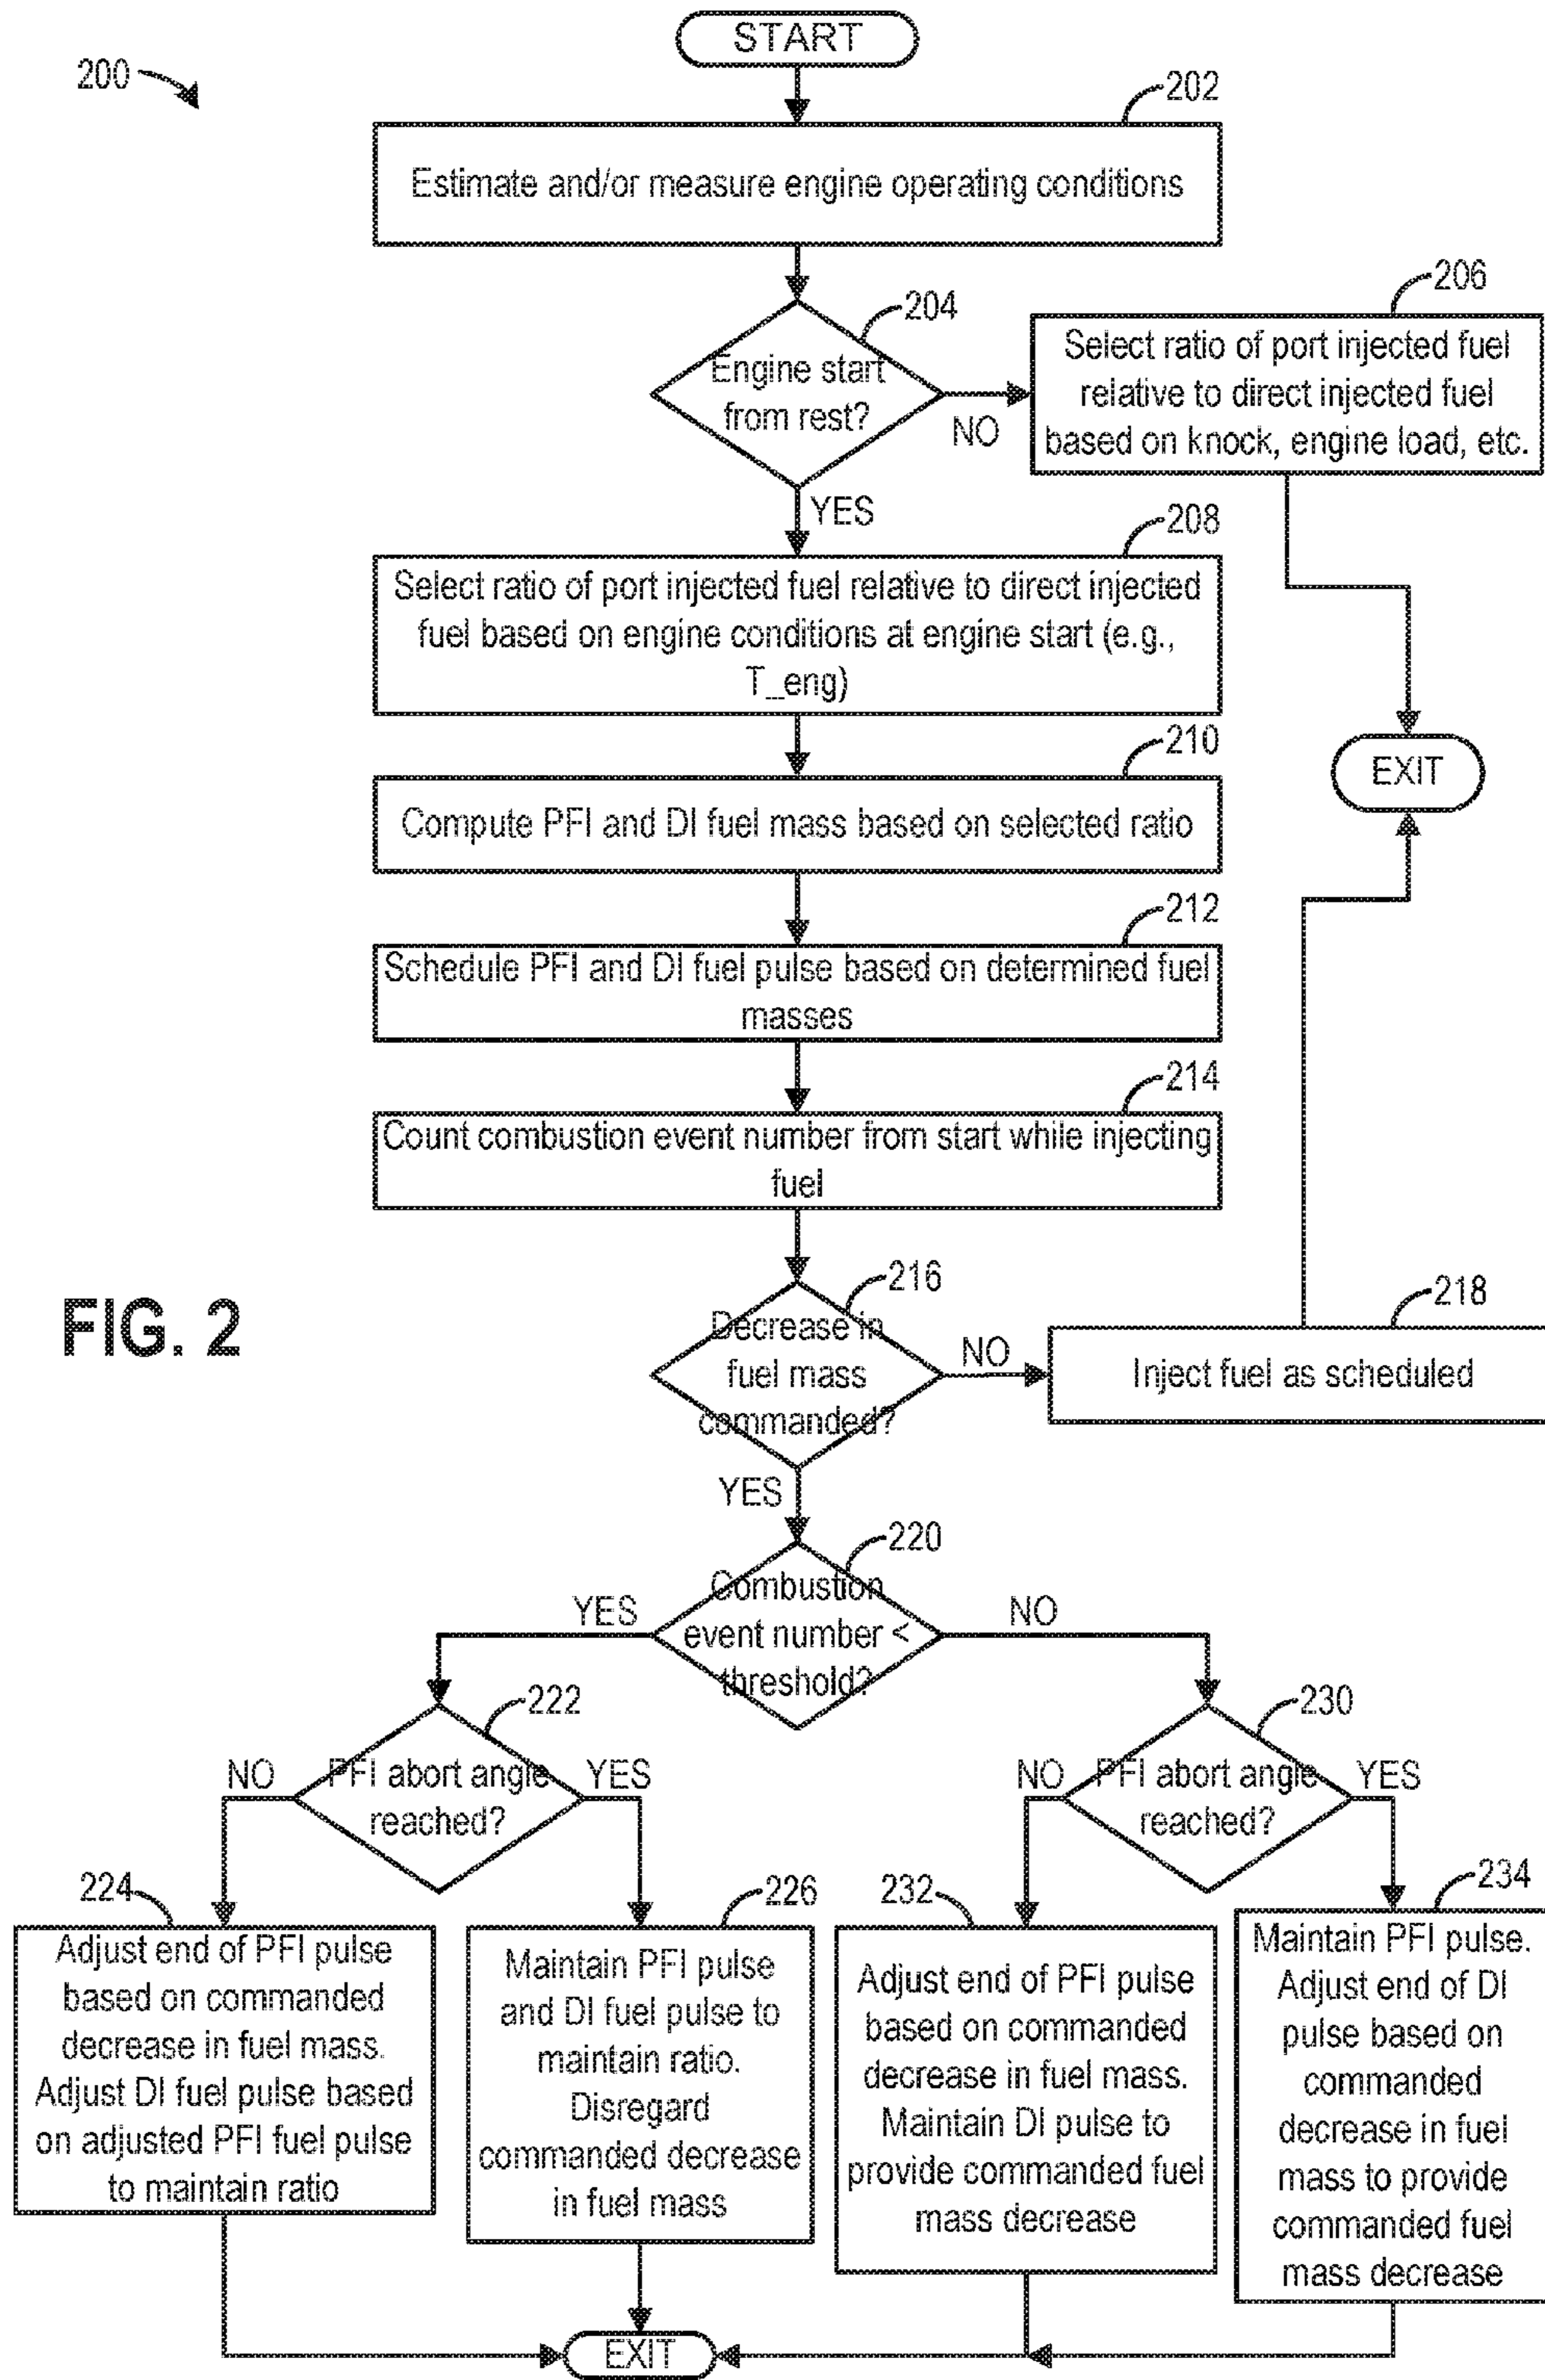 START
200
202
Estimate and/or measure engine operating conditions
204
Engine start
from rest?
NO
206
Select ratio of port injected fuel
relative to direct injected fuel
based on knock, engine load, etc.
YES
208
Select ratio of port injected fuel relative to direct injected
fuel based on engine conditions at engine start (e.g.,
T_eng)
EXIT
210
Compute PFI and DI fuel mass based on selected ratio
212
Schedule PFI and DI fuel pulse based on determined fuel
masses
214
Count combustion event number from start while injecting
fuel
FIG. 2
216
Decrease in
fuel mass
commanded?
NO
218
Inject fuel as scheduled
YES
220
Combustion
event number <
threshold?
YES
NO
222
PFI abort angle
reached?
NO
YES
230
PFI abort angle
reached?
NO
YES
224
Adjust end of PFI pulse
based on commanded
decrease in fuel mass.
Adjust DI fuel pulse based
on adjusted PFI fuel pulse
to maintain ratio
226
Maintain PFI pulse
and DI fuel pulse to
maintain ratio.
Disregard
commanded decrease
in fuel mass
232
Adjust end of PFI pulse
based on commanded
decrease in fuel mass.
Maintain DI pulse to
provide commanded fuel
mass decrease
234
Maintain PFI pulse.
Adjust end of DI
pulse based on
commanded
decrease in fuel
mass to provide
commanded fuel
mass decrease
EXIT